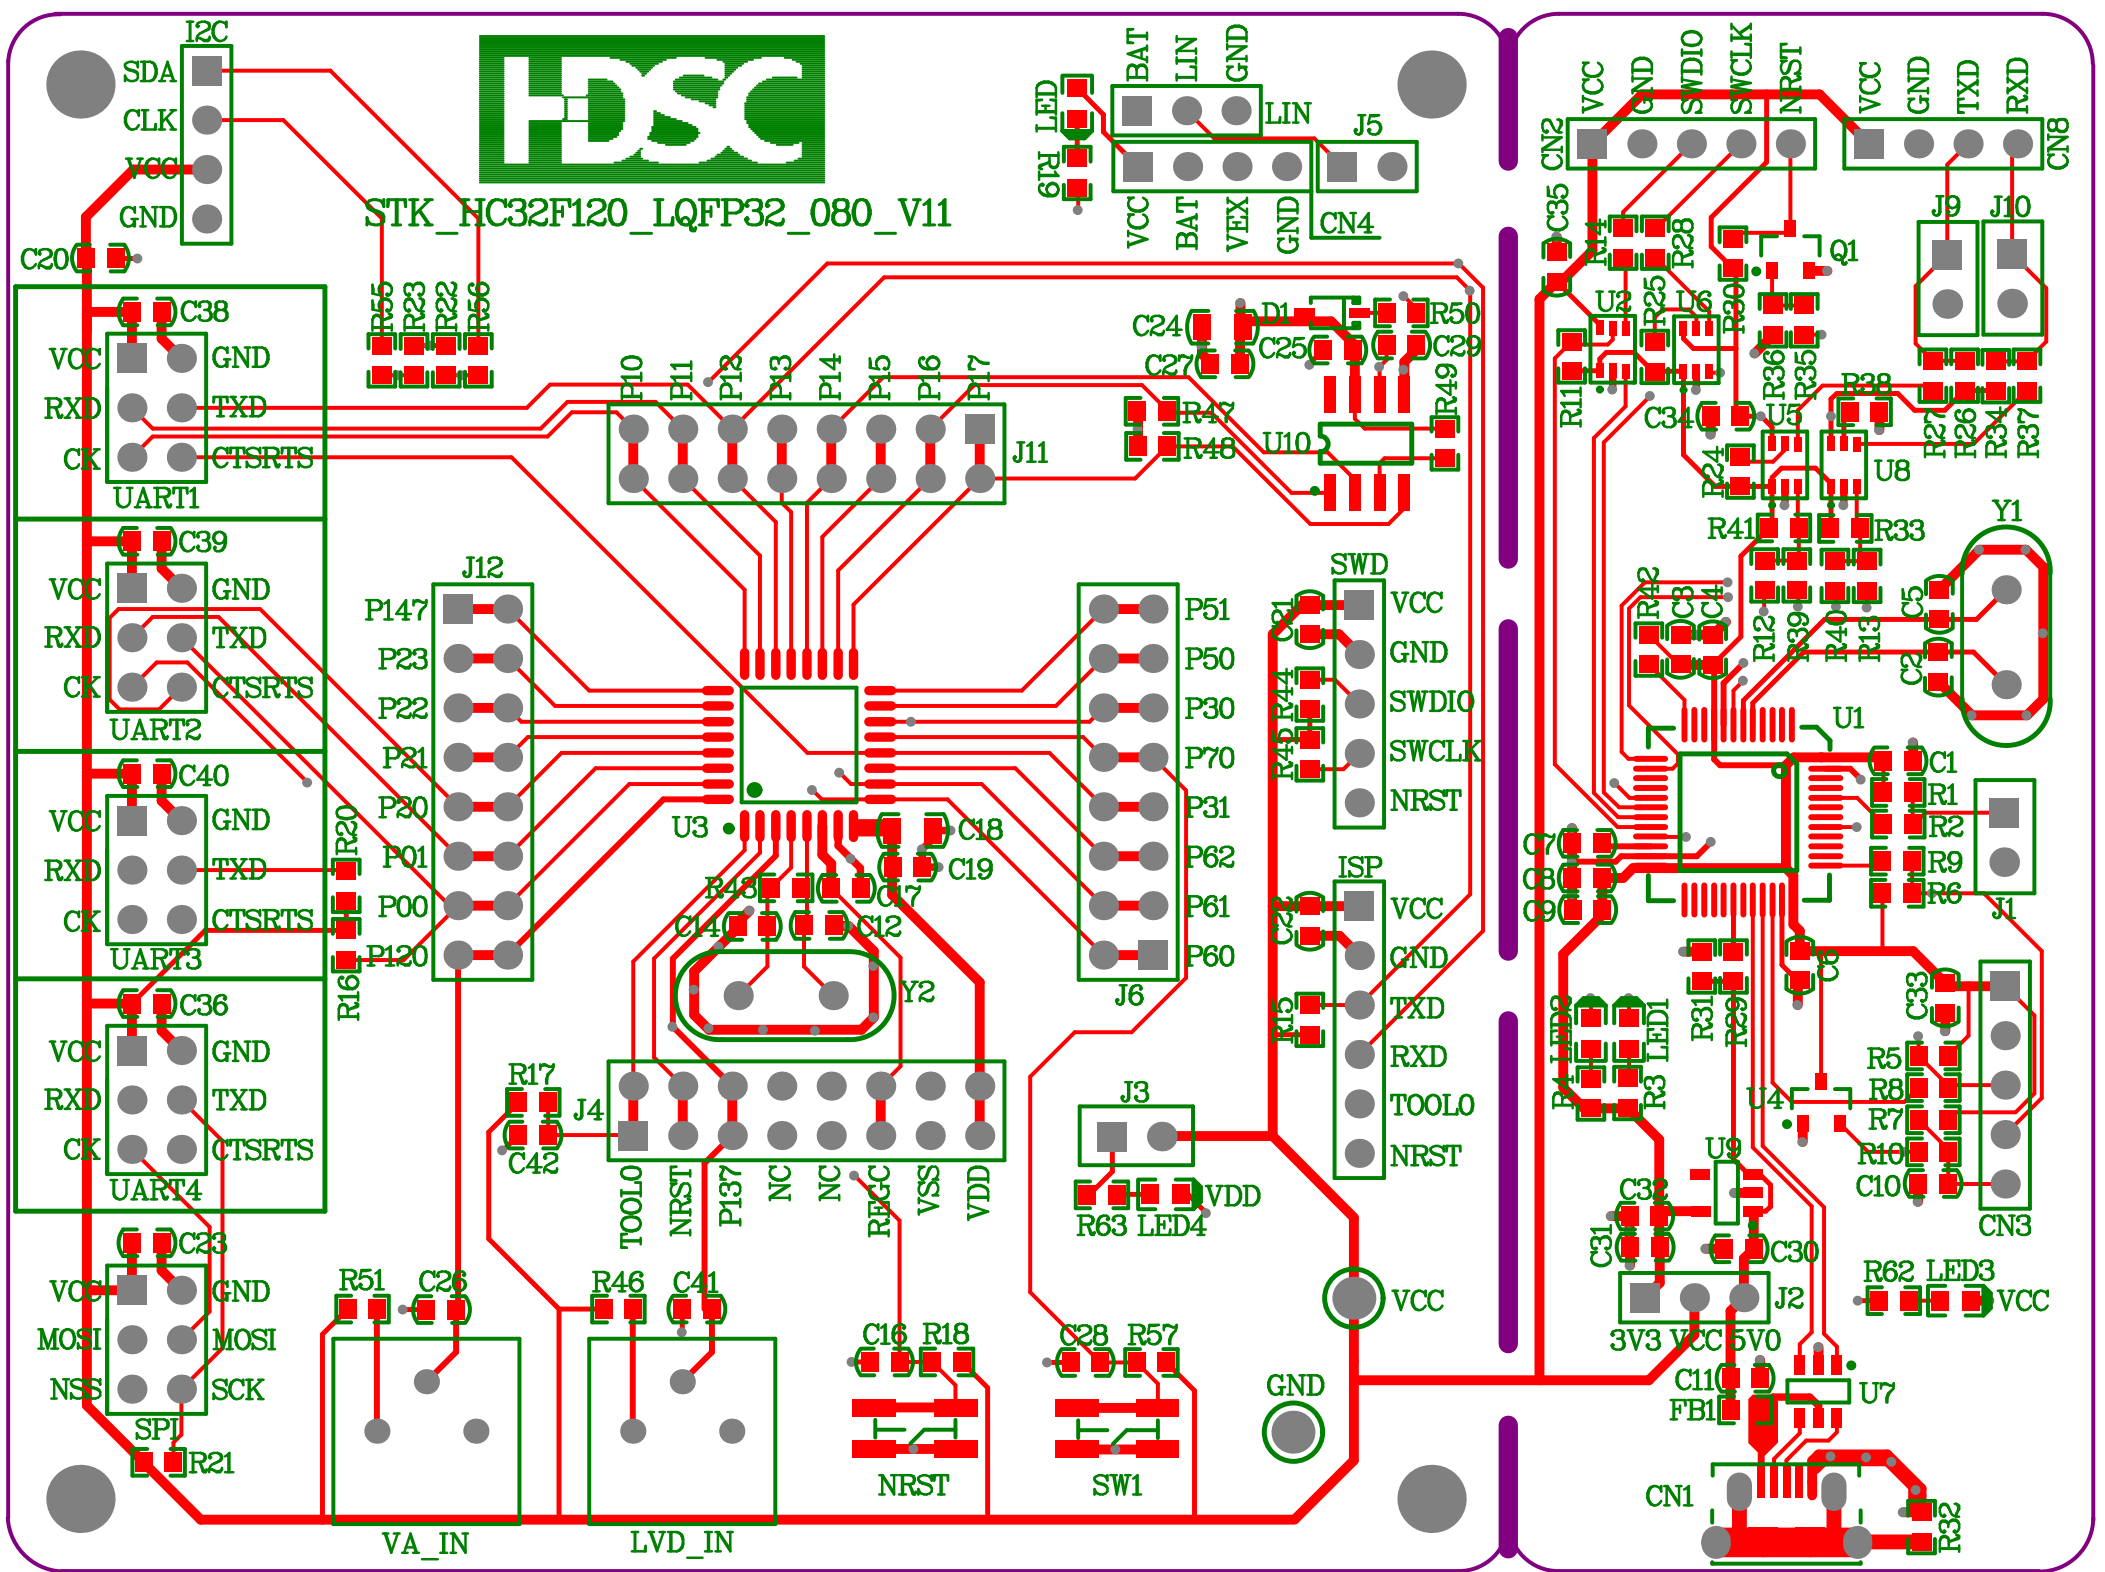 I2C
SDA
CLK
VCC
GND
C20
HDSC
STK_HC32F120_LQFP32_080_V11
R55
R23
R22
R56
LED
R19
BAT
LIN
GND
LIN
J5
VCC
BAT
VEX
GND
CN4
C38
VCC
GND
RXD
TXD
CK
CTSRTS
UART1
C39
VCC
GND
RXD
TXD
CK
CTSRTS
UART2
C40
VCC
GND
RXD
TXD
CK
CTSRTS
UART3
C36
VCC
GND
RXD
TXD
CK
CTSRTS
UART4
C23
VCC
GND
MOSI
MOSI
NSS
SCK
SPI
R21
R20
R16
P10
P11
P12
P13
P14
P15
P16
P17
J11
C24
C27
D1
C25
R50
C29
R47
R48
U10
R49
J12
P147
P23
P22
P21
P20
P01
P00
P120
U3
C18
C19
C17
R43
C14
C12
Y2
P51
P50
P30
P70
P31
P62
P61
P60
J6
SWD
C21
VCC
GND
R44
SWDIO
R45
SWCLK
NRST
ISP
C22
VCC
GND
R15
TXD
RXD
TOOL0
NRST
R17
C42
J4
TOOL0
NRST
P137
NC
NC
REGC
VSS
VDD
J3
R63
LED4
VDD
VCC
GND
R51
C26
VA_IN
R46
C41
LVD_IN
C16
R18
NRST
C28
R57
SW1
VCC
GND
SWDIO
SWCLK
NRST
CN2
VCC
GND
TXD
RXD
CN8
C35
R14
R28
R30
Q1
J9
J10
U2
R25
U6
R11
R36
R35
C34
U5
R38
R24
U8
R27
R26
R34
R37
R41
R33
Y1
R42
C3
C4
R12
R39
R40
R13
C5
C2
U1
C1
R1
R2
R9
R6
J1
C7
C8
C9
R31
R29
C6
C33
LED2
LED1
R4
R3
U4
R5
R8
R7
R10
C10
CN3
U9
C32
C31
C30
J2
3V3 VCC 5V0
R62
LED3
VCC
C11
FB1
U7
CN1
R32